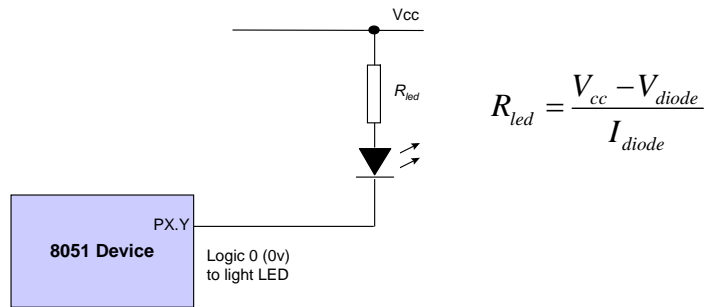 Vcc
R_led
R_led = (V_cc − V_diode) / I_diode
PX.Y
8051 Device
Logic 0 (0v)
to light LED